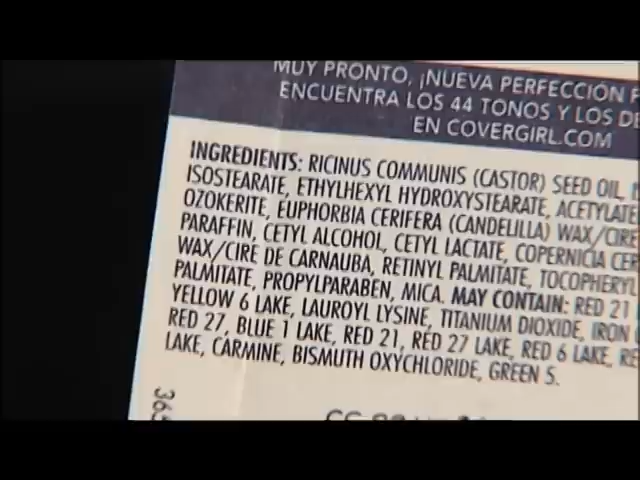 MUY PRONTO, ¡NUEVA PERFECCIÓN
ENCUENTRA LOS 44 TONOS Y LOS DE
EN COVERGIRL.COM
INGREDIENTS: RICINUS COMMUNIS (CASTOR) SEED OIL,
ISOSTEARATE, ETHYLHEXYL HYDROXYSTEARATE, ACETYLATE
OZOKERITE, EUPHORBIA CERIFERA (CANDELILLA) WAX/CIRE
PARAFFIN, CETYL ALCOHOL, CETYL LACTATE, COPERNICIA CER
WAX/CIRE DE CARNAUBA, RETINYL PALMITATE, TOCOPHERYL
PALMITATE, PROPYLPARABEN, MICA. MAY CONTAIN: RED 21
YELLOW 6 LAKE, LAUROYL LYSINE, TITANIUM DIOXIDE, IRON
RED 27, BLUE 1 LAKE, RED 21, RED 27 LAKE, RED 6 LAKE, RE
LAKE, CARMINE, BISMUTH OXYCHLORIDE, GREEN 5.